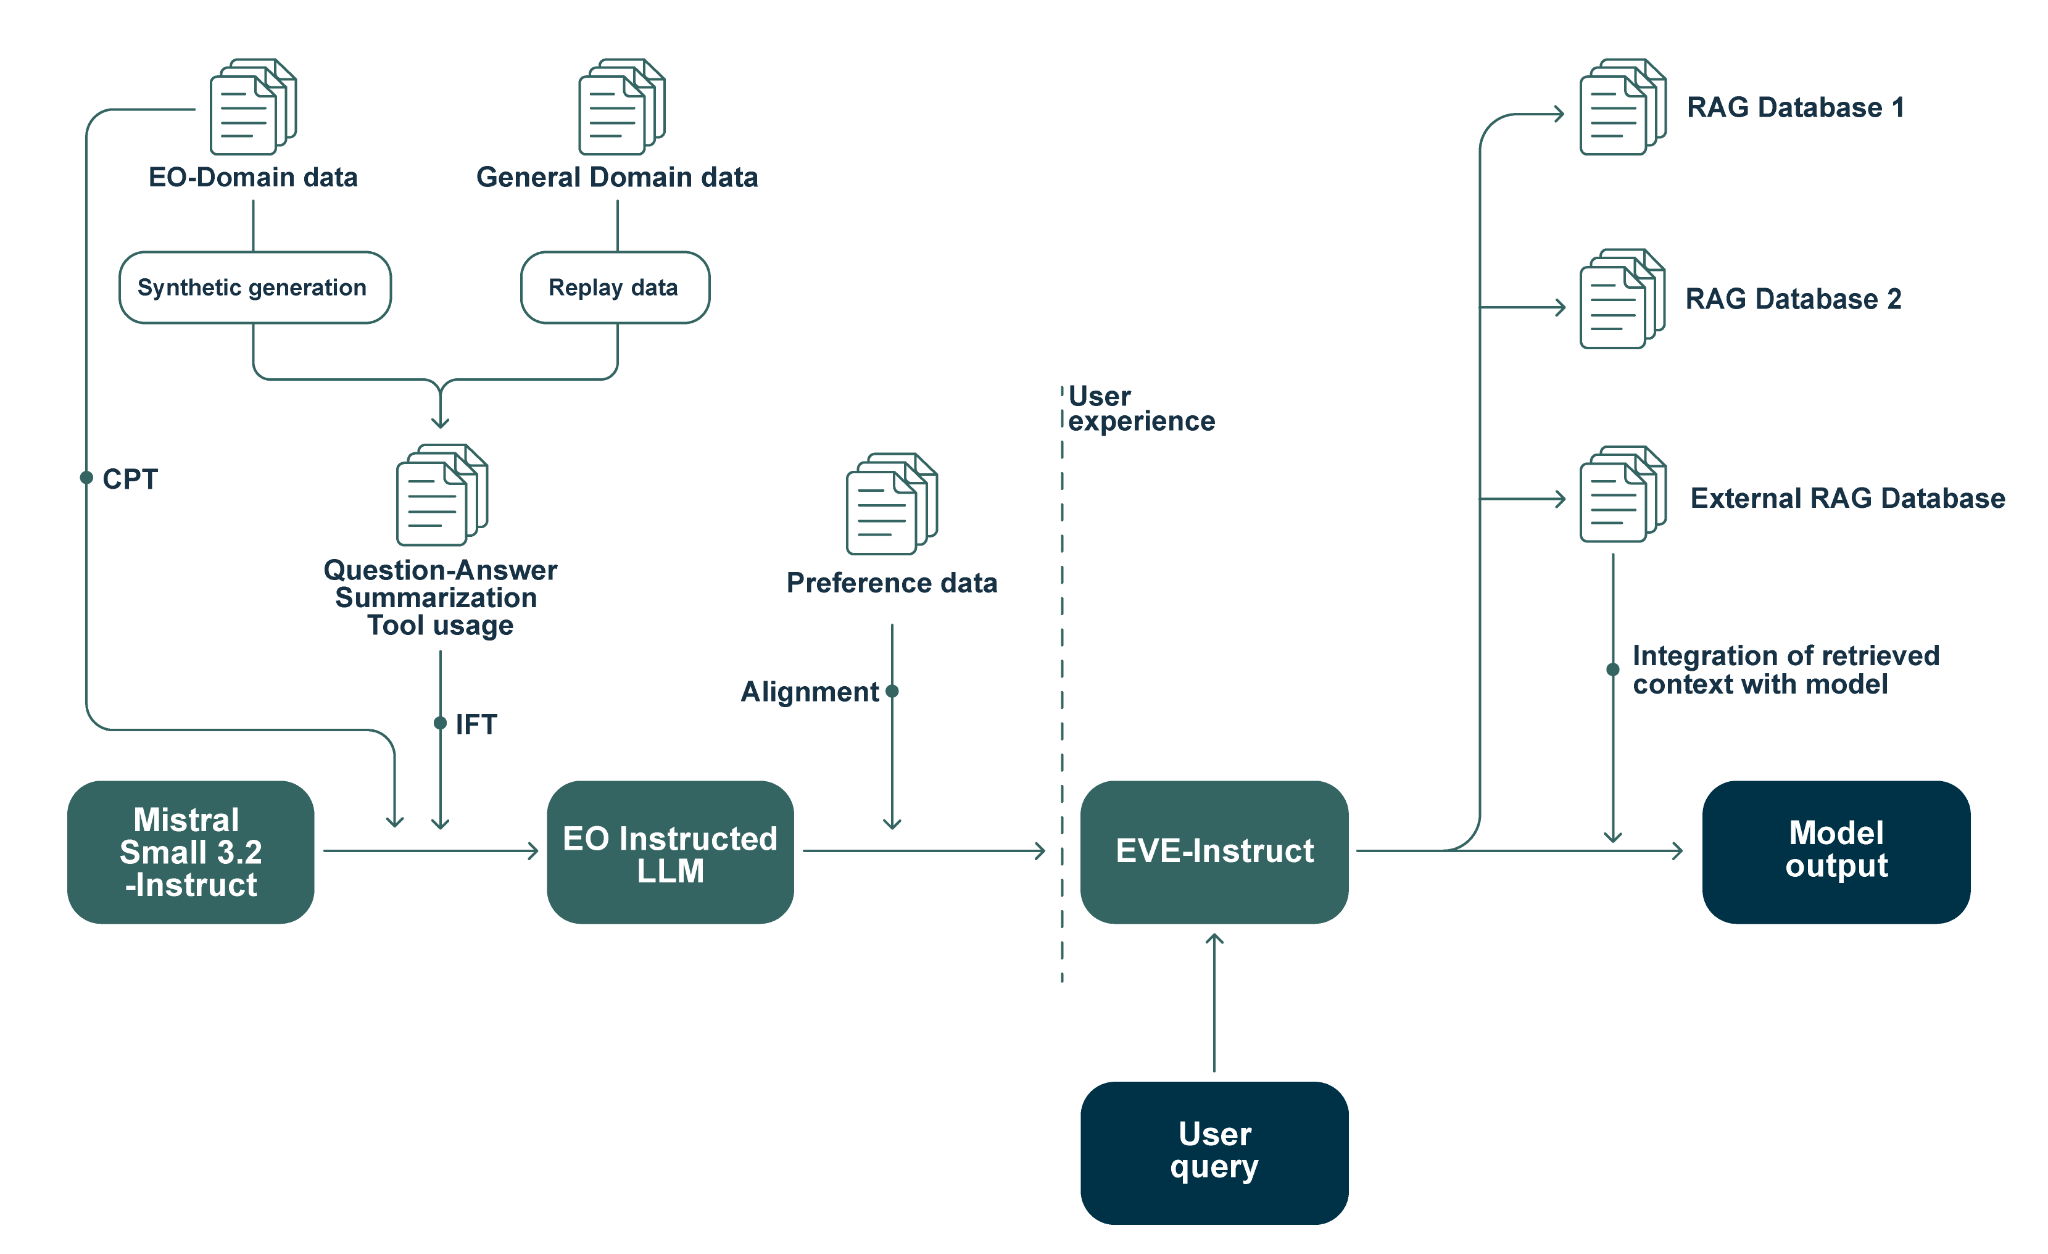 EO-Domain data
General Domain data
Synthetic generation
Replay data
CPT
Question-Answer
Summarization
Tool usage
IFT
Preference data
Alignment
Mistral
Small 3.2
-Instruct
EO Instructed
LLM
User
experience
EVE-Instruct
User
query
RAG Database 1
RAG Database 2
External RAG Database
Integration of retrieved
context with model
Model
output